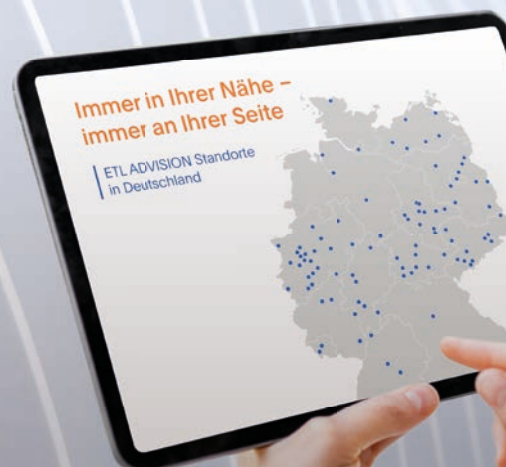 Immer in Ihrer Nähe –
immer an Ihrer Seite
ETL ADVISION Standorte
in Deutschland